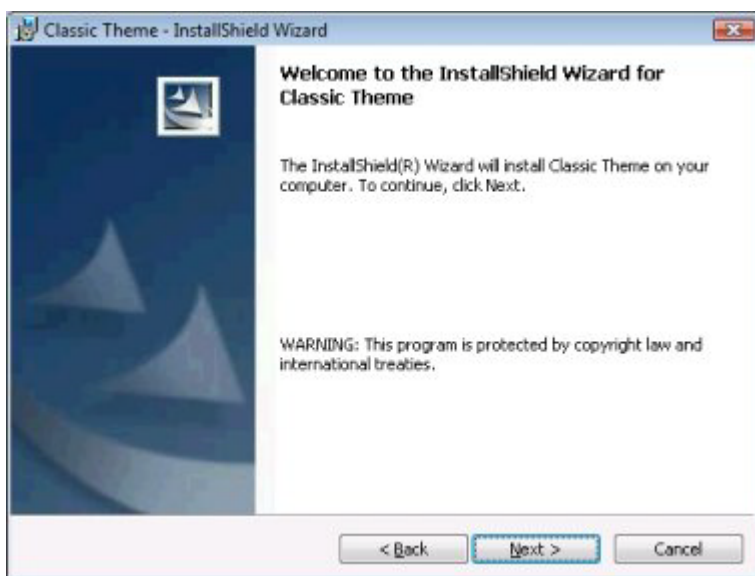 Classic Theme - InstallShield Wizard
Welcome to the InstallShield Wizard for
Classic Theme
The InstallShield(R) Wizard will install Classic Theme on your
computer. To continue, click Next.
WARNING: This program is protected by copyright law and
international treaties.
< Back
Next >
Cancel